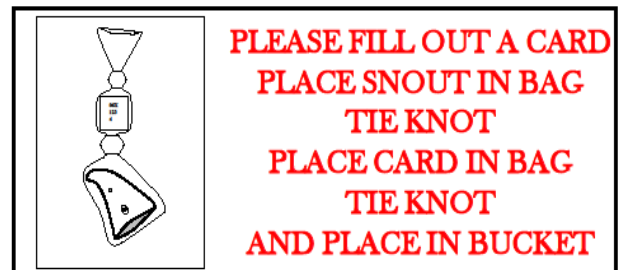 PLEASE FILL OUT A CARD
PLACE SNOUT IN BAG
TIE KNOT
PLACE CARD IN BAG
TIE KNOT
AND PLACE IN BUCKET